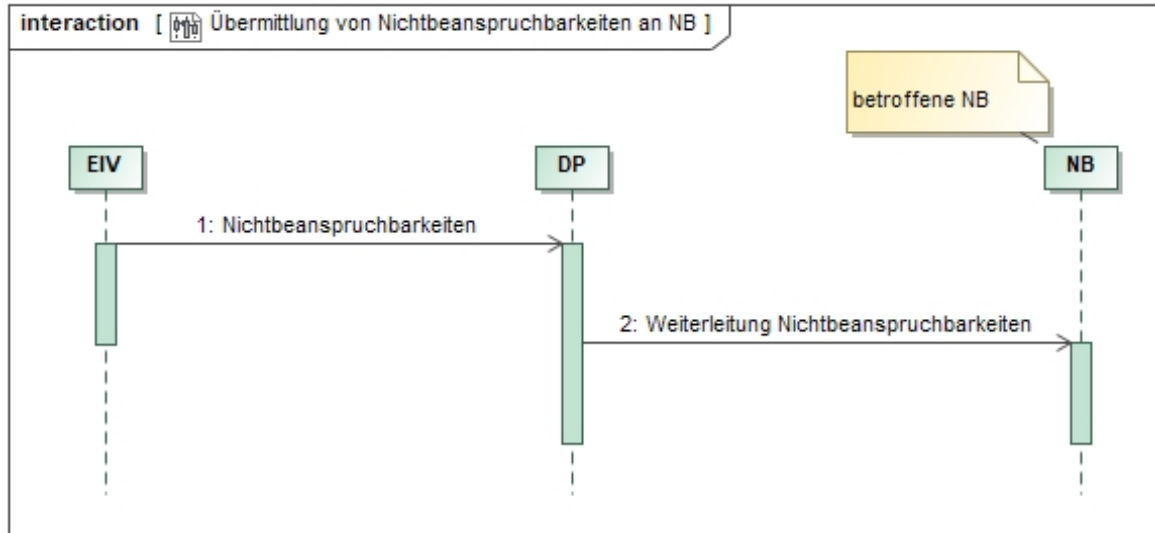 interaction [ Übermittlung von Nichtbeanspruchbarkeiten an NB ]
betroffene NB
EIV
DP
NB
1: Nichtbeanspruchbarkeiten
2: Weiterleitung Nichtbeanspruchbarkeiten